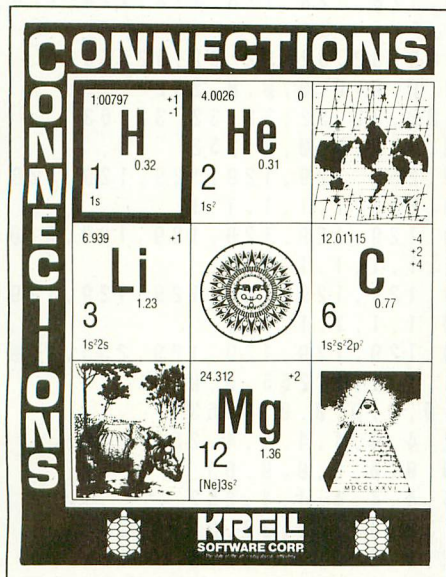 CONNECTIONS
CONNECTIONS
1.00797 +1
-1
H
0.32
1
1s
4.0026 0
He
0.31
2
1s²
6.939 +1
Li
1.23
3
1s²2s
12.01115 -4
+2
+4
C
0.77
6
1s²s²2p²
24.312 +2
Mg
1.36
12
[Ne]3s²
MDCCLXXVI
KRELL
SOFTWARE CORP.